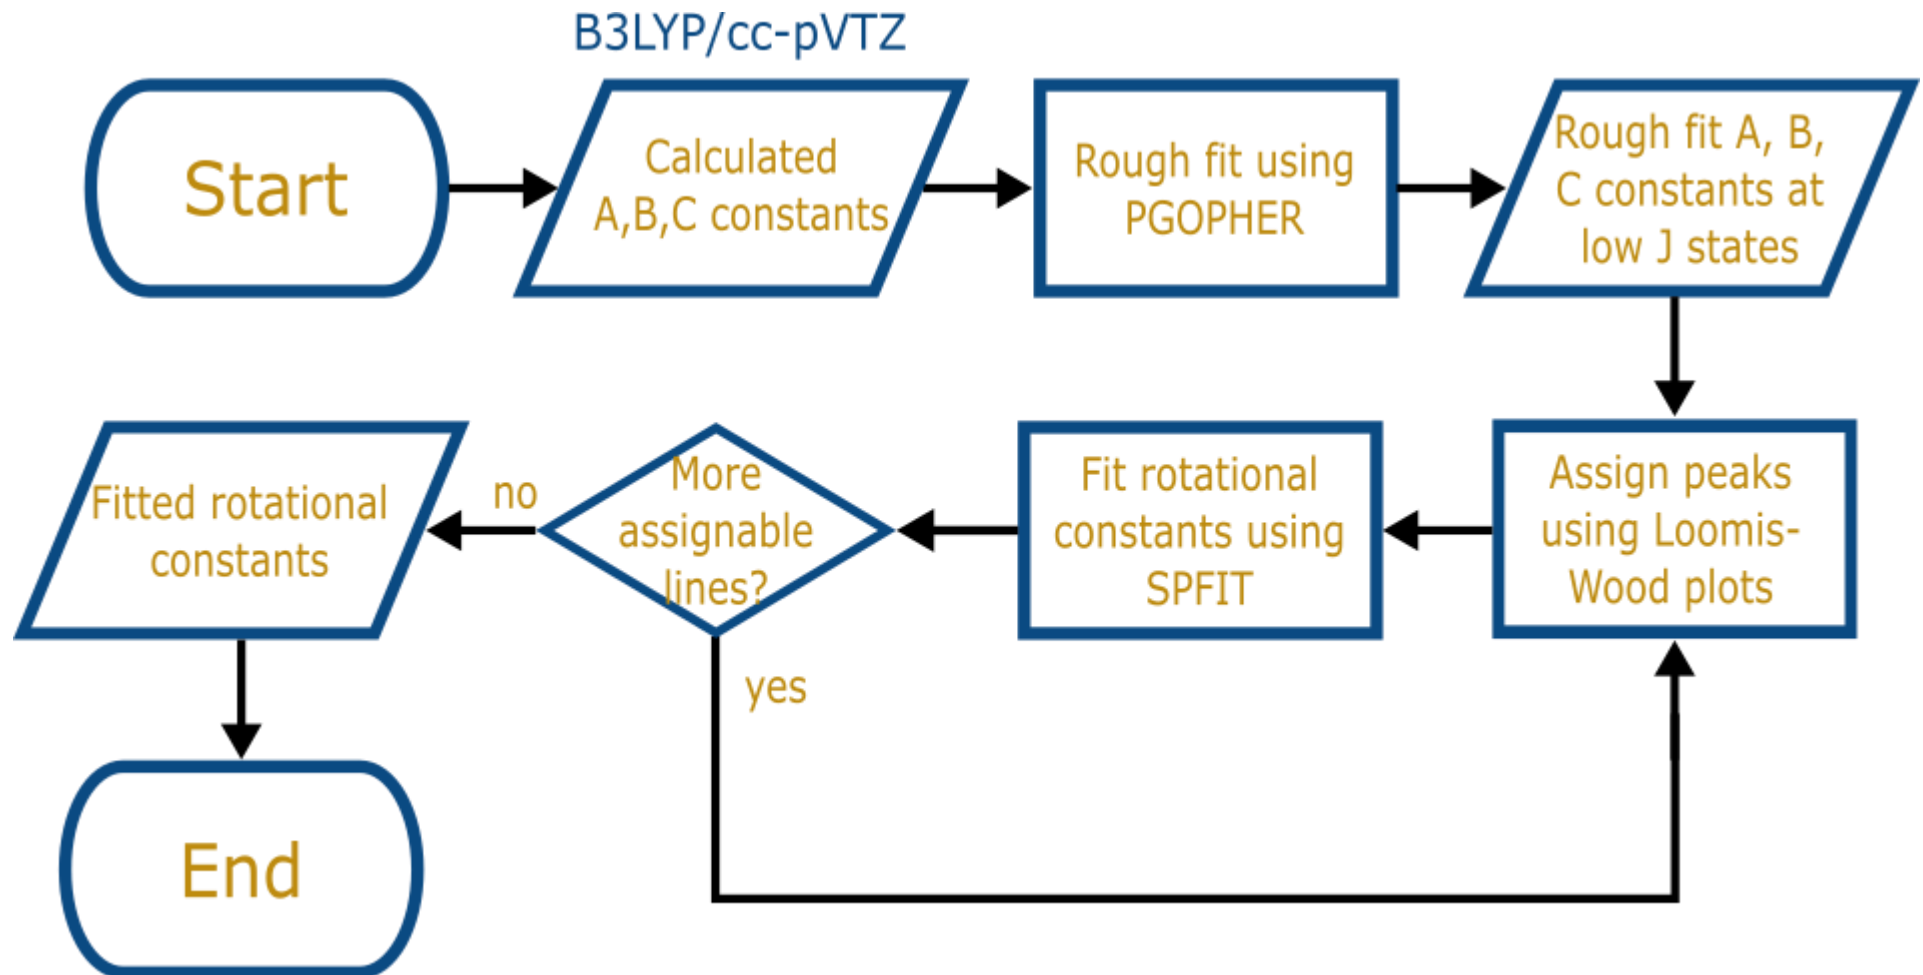 B3LYP/cc-pVTZ
Start
Calculated
A,B,C constants
Rough fit using
PGOPHER
Rough fit A, B,
C constants at
low J states
Assign peaks
using Loomis-
Wood plots
Fit rotational
constants using
SPFIT
More
assignable
lines?
no
yes
Fitted rotational
constants
End